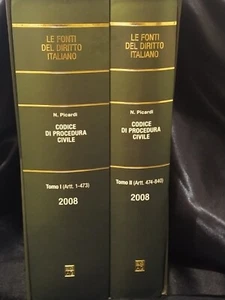 LE FONTI
DEL DIRITTO
ITALIANO
N. Picardi
CODICE
DI PROCEDURA
CIVILE
Tomo I (Artt. 1-473)
2008
LE FONTI
DEL DIRITTO
ITALIANO
N. Picardi
CODICE
DI PROCEDURA
CIVILE
Tomo II (Artt. 474-840)
2008